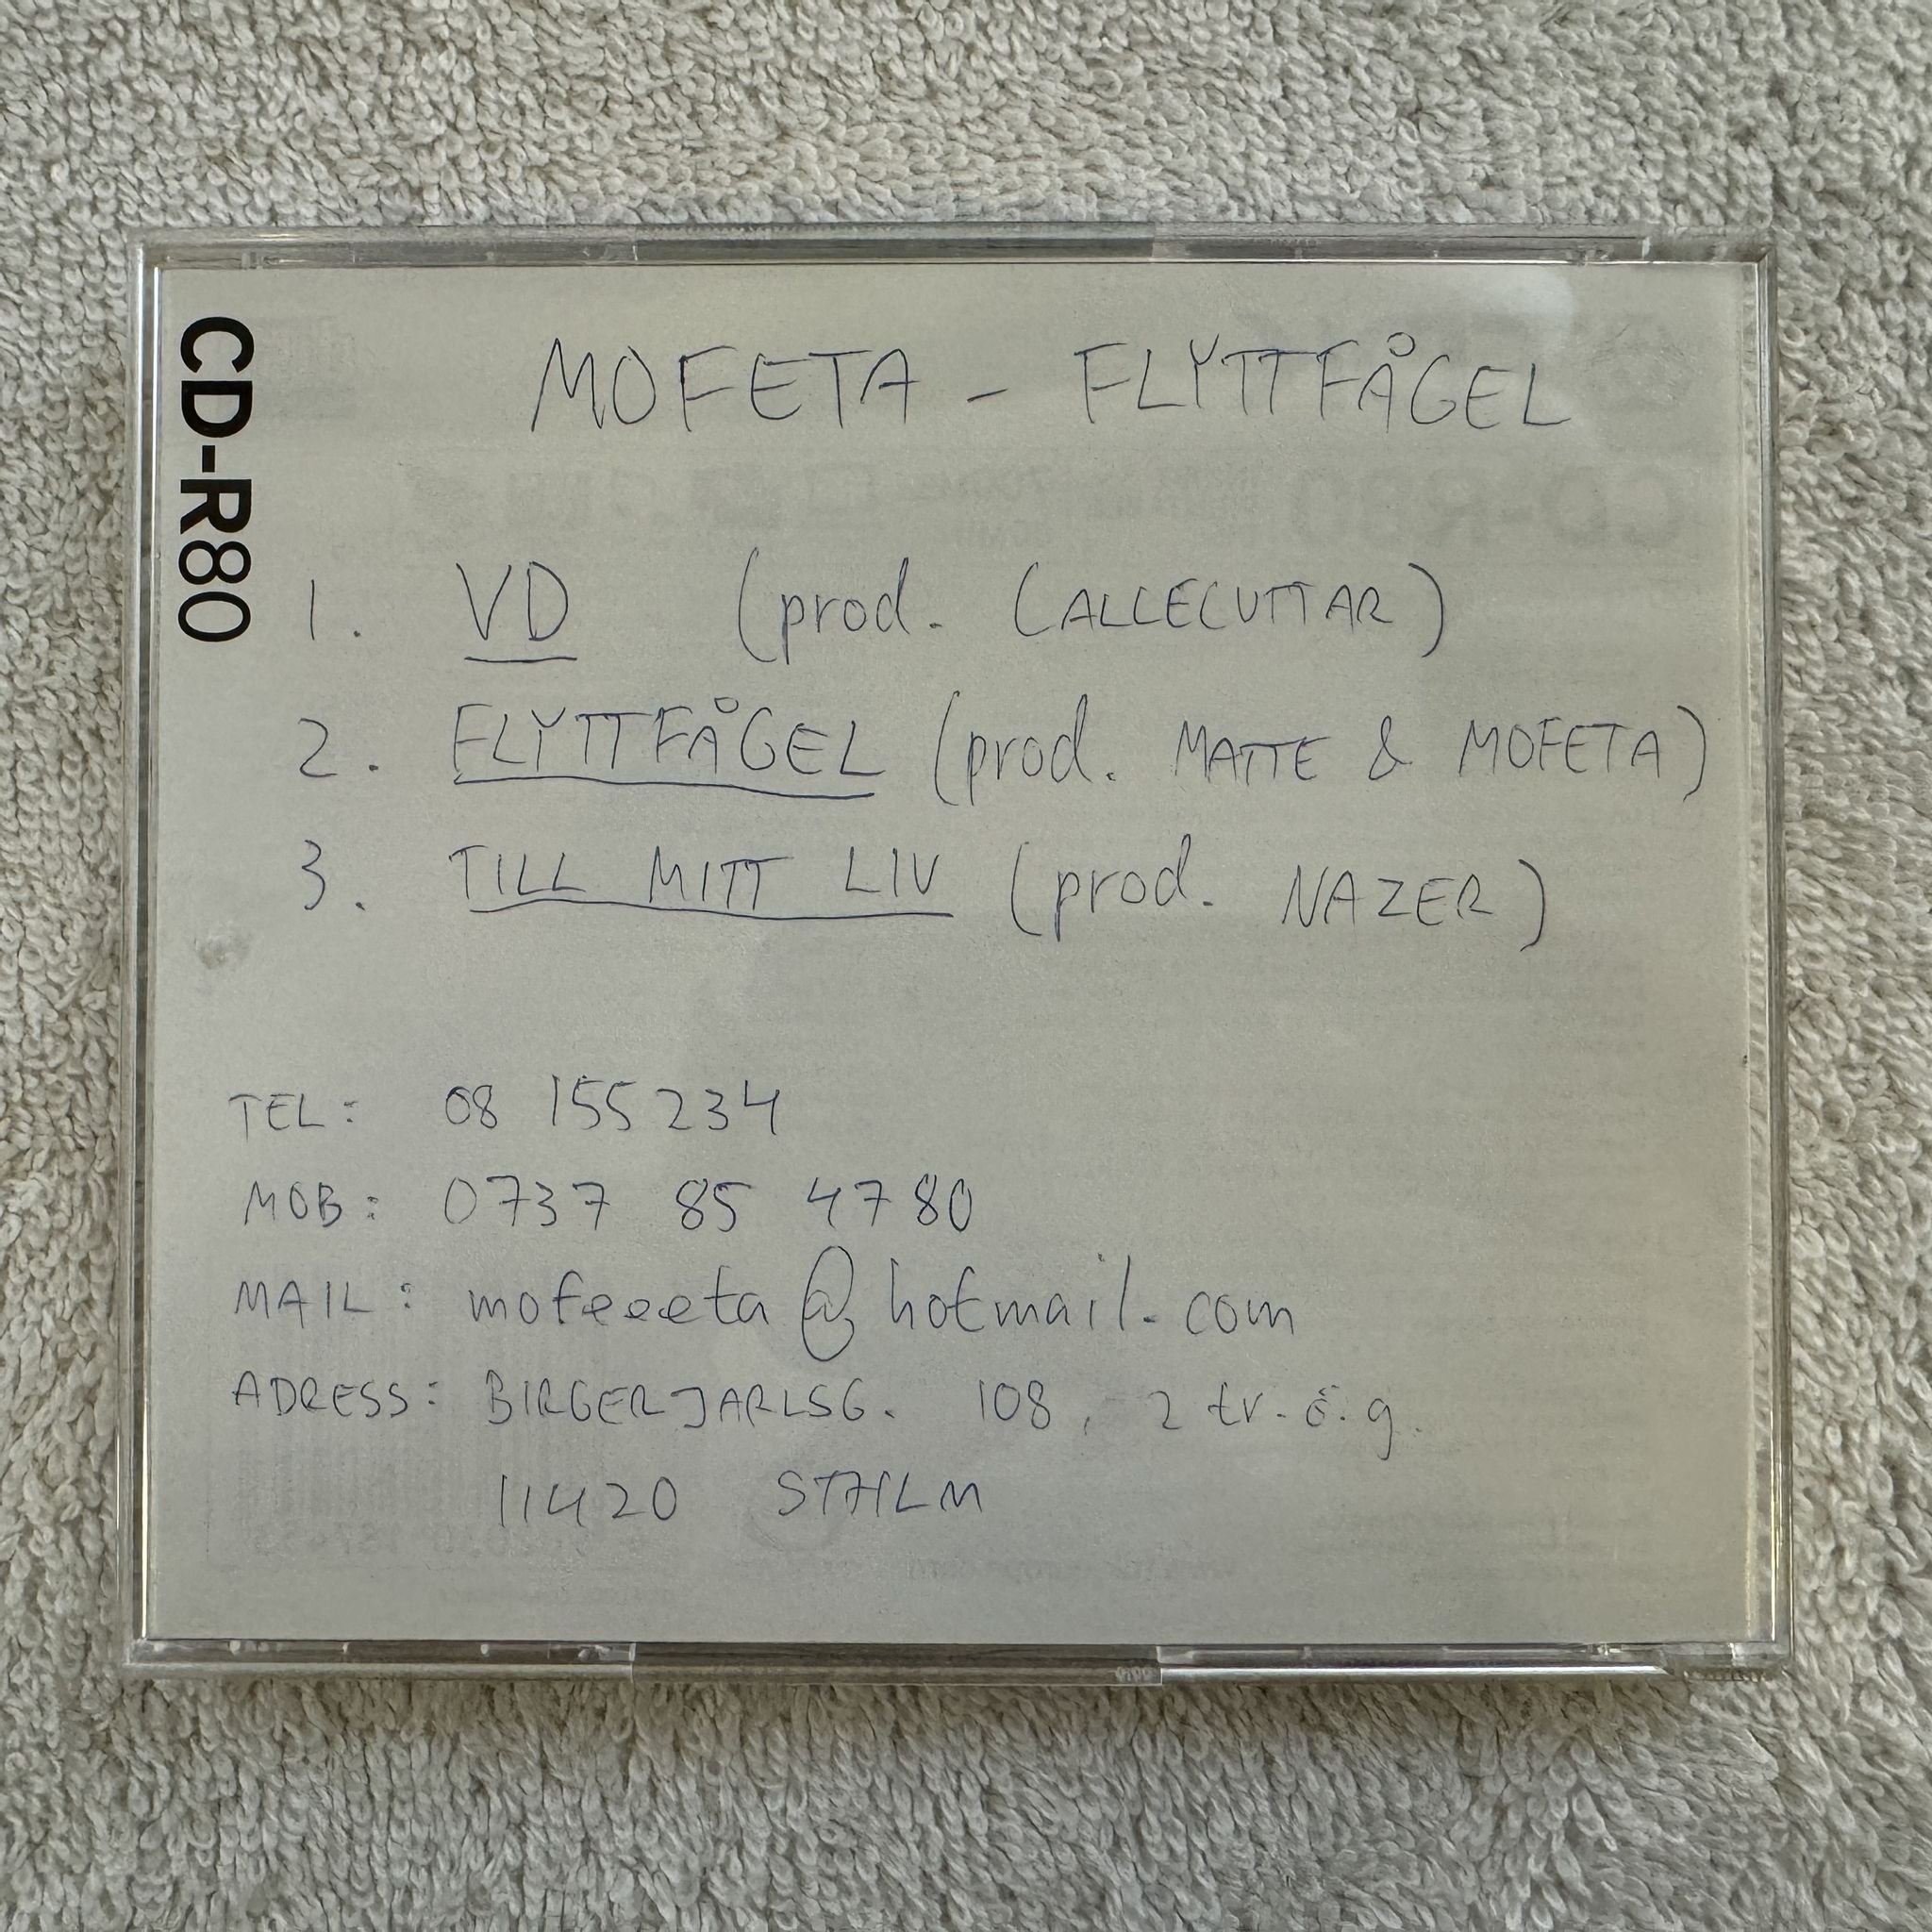 CD-R80
MOFETA - FLYTTFÅGEL
1. VD (prod. CALLECUTTAR)
2. FLYTTFÅGEL (prod. MATTE & MOFETA)
3. TILL MITT LIV (prod. NAZER)
TEL: 08 155234
MOB: 0737 85 4780
MAIL: mofeeeta@hotmail.com
ADRESS: BIRGERJARLSG. 108, 2 tr. ö.g.
11420 STHLM